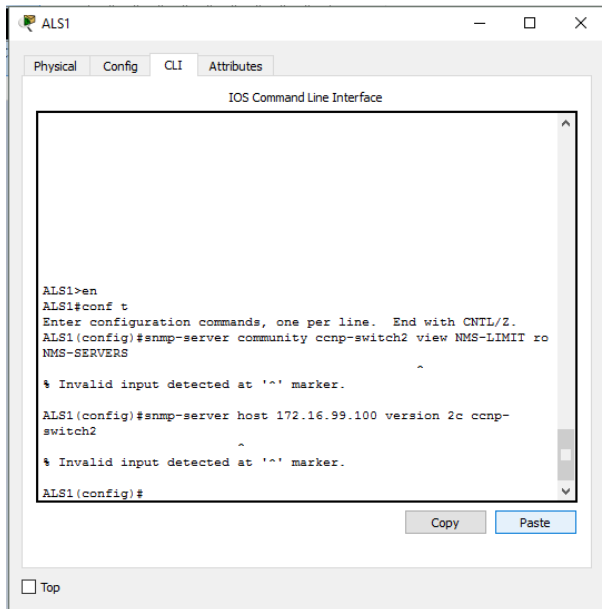 ALS1
Physical Config CLI Attributes
IOS Command Line Interface
ALS1>en
ALS1#conf t
Enter configuration commands, one per line.  End with CNTL/Z.
ALS1(config)#snmp-server community ccnp-switch2 view NMS-LIMIT ro
NMS-SERVERS
^
% Invalid input detected at '^' marker.
ALS1(config)#snmp-server host 172.16.99.100 version 2c ccnp-
switch2
^
% Invalid input detected at '^' marker.
ALS1(config)#
Copy Paste
Top